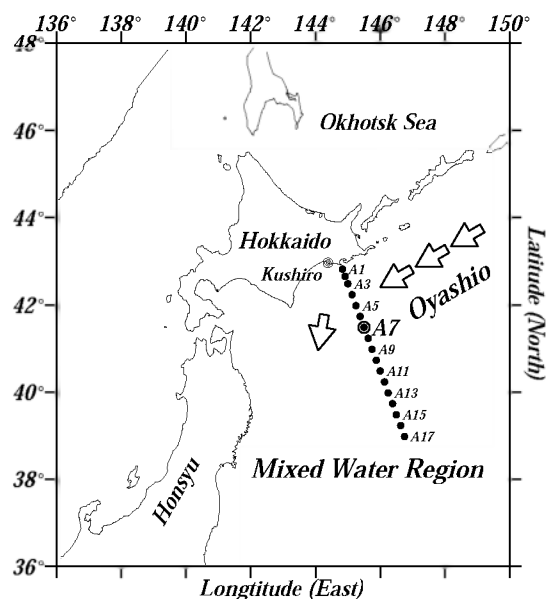 136° 138° 140° 142° 144° 146° 148° 150°
48°
46°
44°
42°
40°
38°
36°
Okhotsk Sea
Hokkaido
Kushiro
A1
A3
Oyashio
A5
A7
A9
A11
A13
A15
A17
Mixed Water Region
Honsyu
Latitude (North)
Longtitude (East)